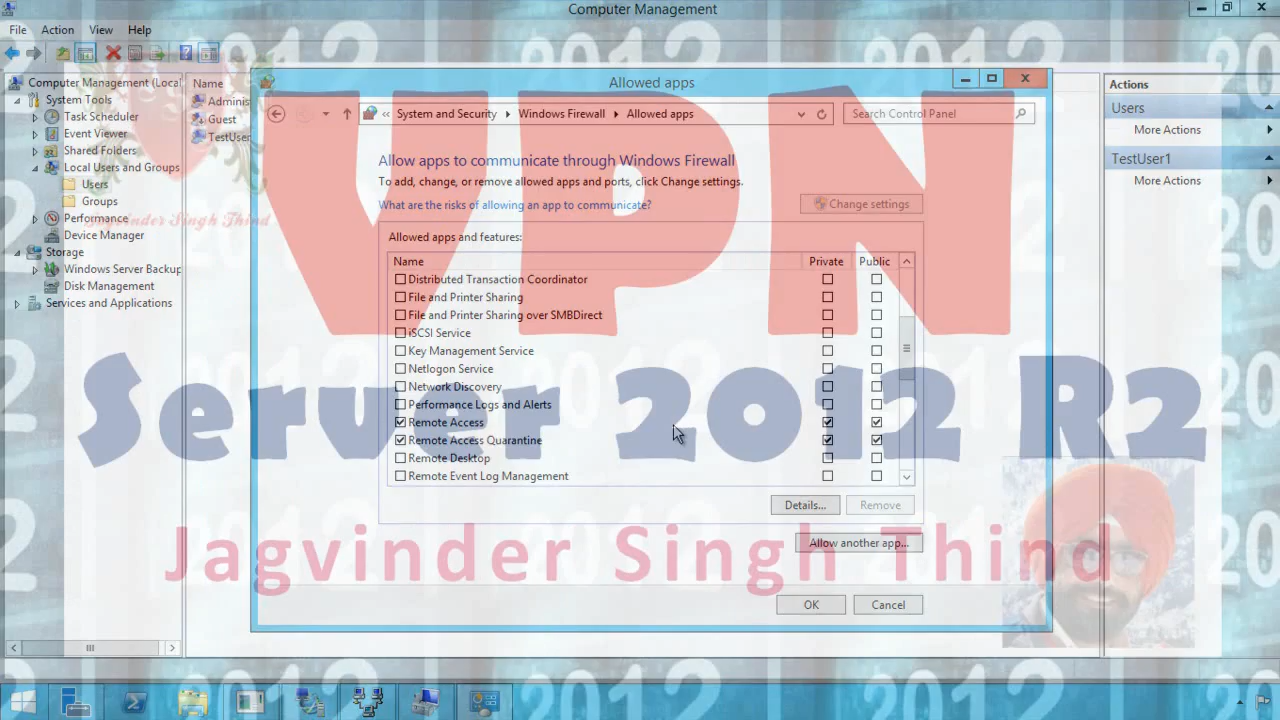 Computer Management
File Action View Help
Computer Management (Local
System Tools
Task Scheduler
Event Viewer
Shared Folders
Local Users and Groups
Users
Groups
Performance
Device Manager
Storage
Windows Server Backup
Disk Management
Services and Applications
Name
Adminis
Guest
TestUser
Jagvinder Singh Thind
Allowed apps
« System and Security Windows Firewall Allowed apps
Search Control Panel
Allow apps to communicate through Windows Firewall
To add, change, or remove allowed apps and ports, click Change settings.
What are the risks of allowing an app to communicate?
Change settings
Allowed apps and features:
Name Private Public
Distributed Transaction Coordinator
File and Printer Sharing
File and Printer Sharing over SMBDirect
iSCSI Service
Key Management Service
Netlogon Service
Network Discovery
Performance Logs and Alerts
Remote Access
Remote Access Quarantine
Remote Desktop
Remote Event Log Management
Details... Remove
Allow another app...
OK Cancel
Actions
Users
More Actions
TestUser1
More Actions
VPN
Server 2012 R2
Jagvinder Singh Thind
2012